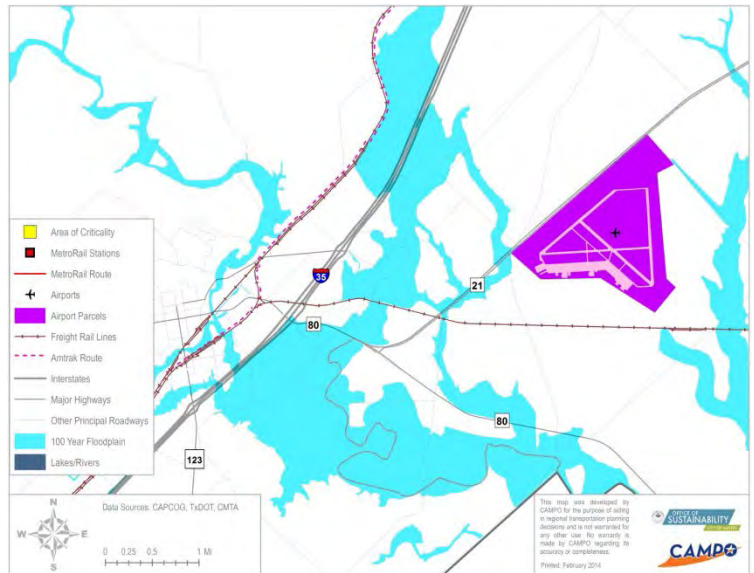 35
21
80
80
123
Area of Criticality
MetroRail Stations
MetroRail Route
Airports
Airport Parcels
Freight Rail Lines
Amtrak Route
Interstates
Major Highways
Other Principal Roadways
100 Year Floodplain
Lakes/Rivers
N
W E
S
Data Sources: CAPCOG, TxDOT, CMTA
0 0.25 0.5 1 Mi
This map was developed by
CAMPO for the purpose of aiding
in regional transportation planning
decisions and is not warranted for
any other use. No warranty is
made by CAMPO regarding its
accuracy or completeness.
Printed: February 2014
OFFICE OF
SUSTAINABILITY
CAMPO